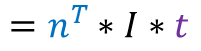 = n^T * I * t